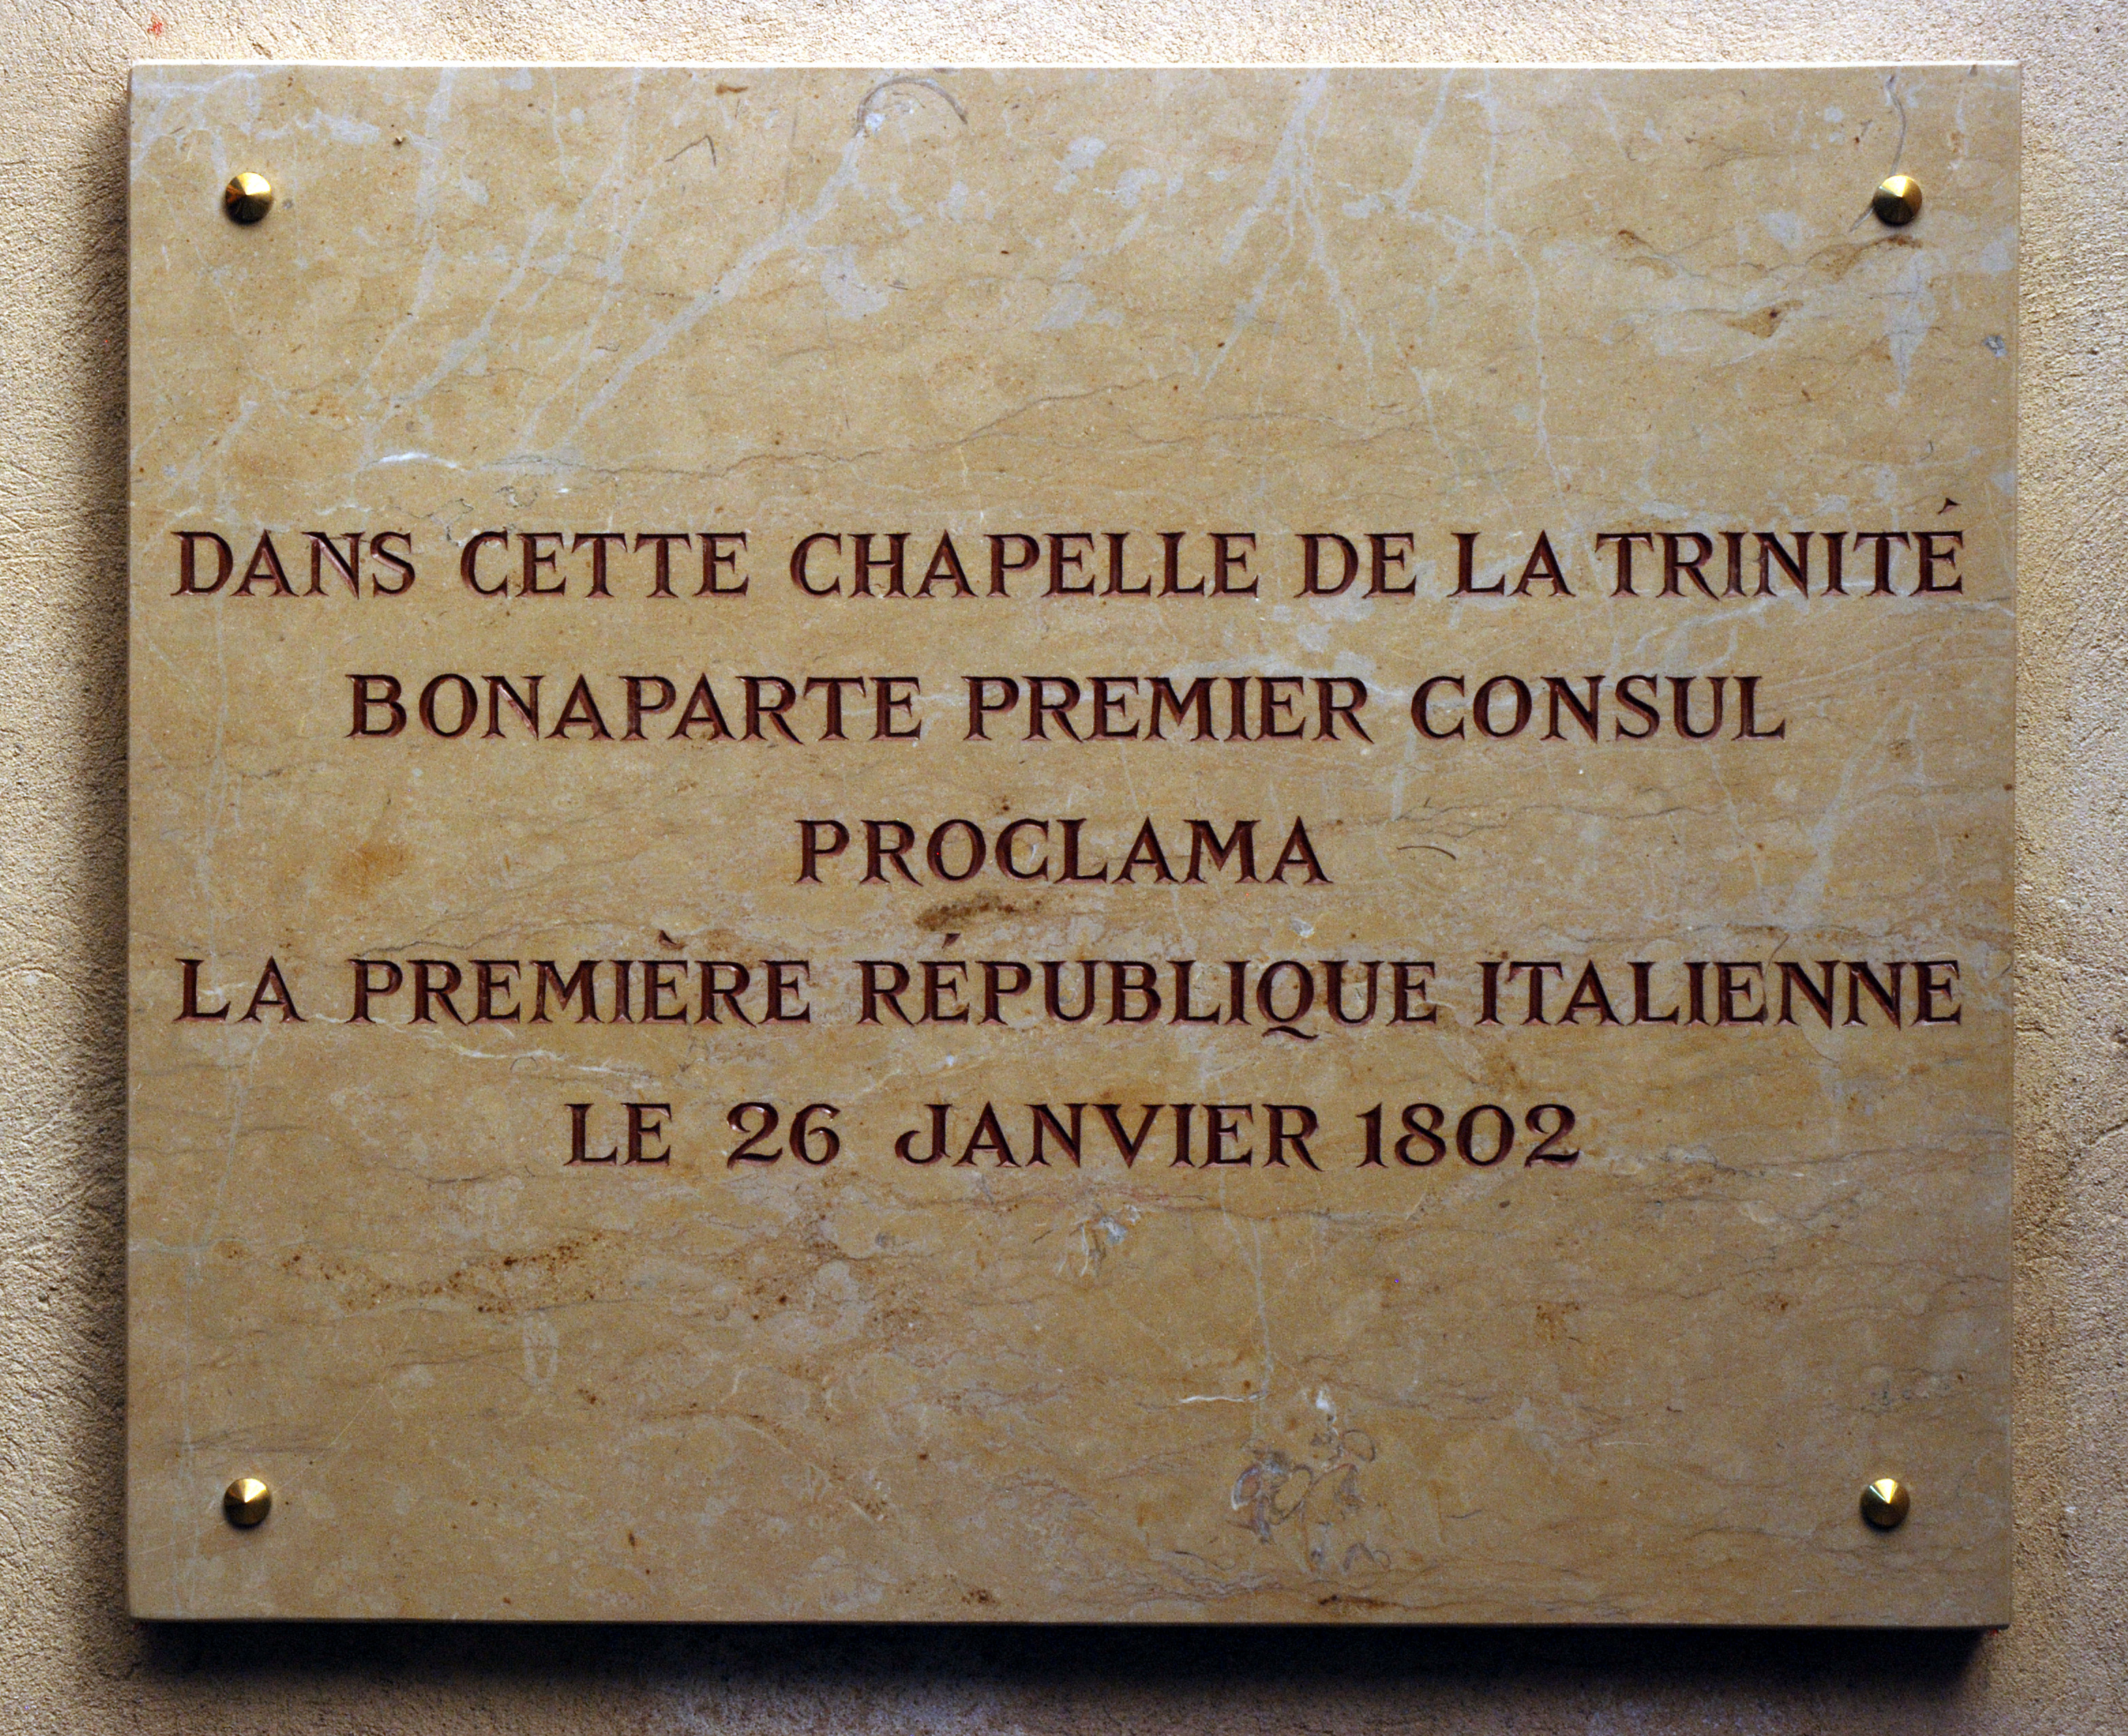 DANS CETTE CHAPELLE DE LA TRINITÉ
BONAPARTE PREMIER CONSUL
PROCLAMA
LA PREMIÈRE RÉPUBLIQUE ITALIENNE
LE 26 JANVIER 1802